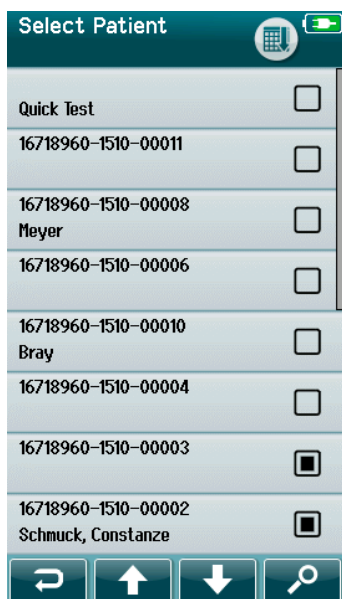 Select Patient
Quick Test
16718960-1510-00011
16718960-1510-00008
Meyer
16718960-1510-00006
16718960-1510-00010
Bray
16718960-1510-00004
16718960-1510-00003
16718960-1510-00002
Schmuck, Constanze